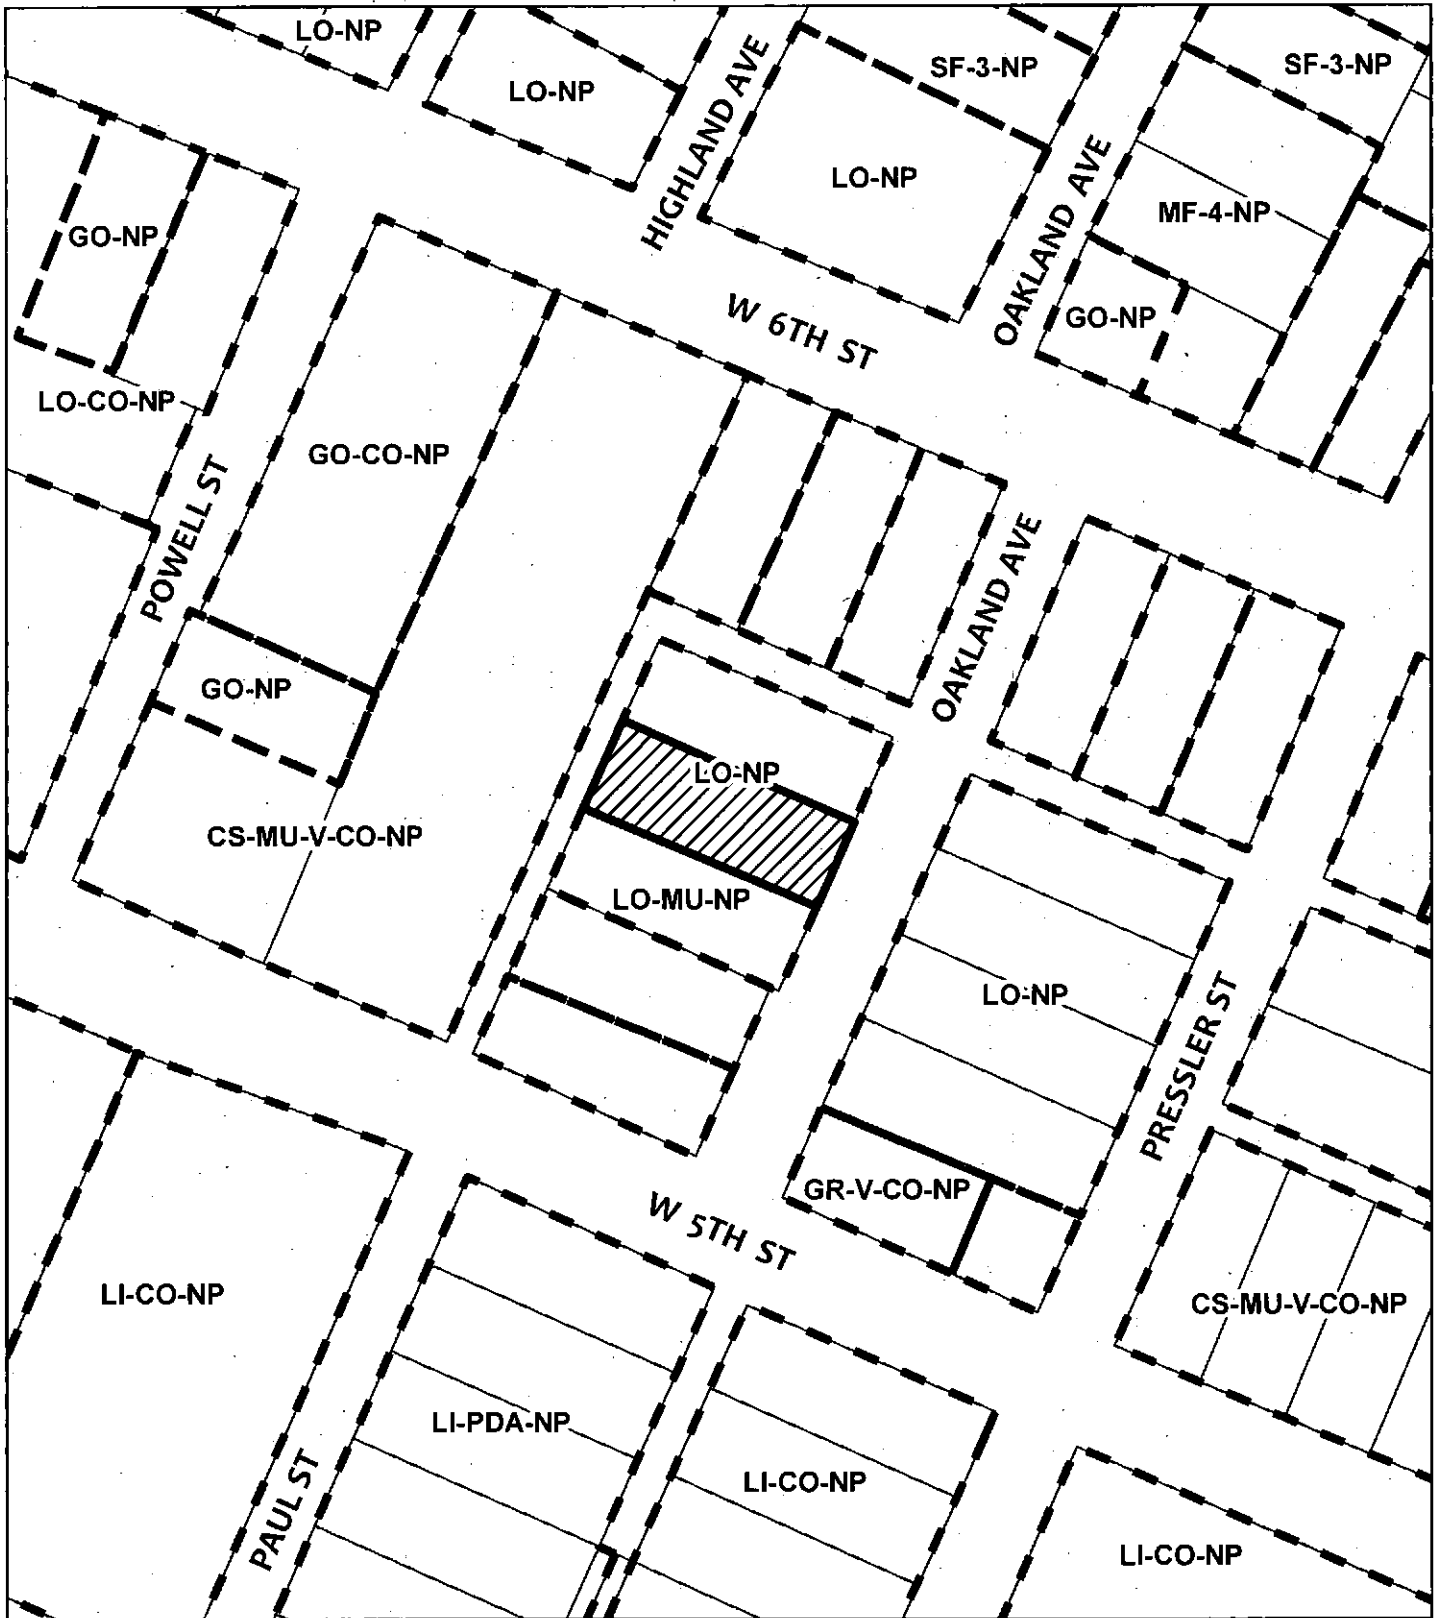 LO-NP
LO-NP
HIGHLAND AVE
SF-3-NP
SF-3-NP
LO-NP
OAKLAND AVE
MF-4-NP
GO-NP
GO-NP
W 6TH ST
LO-CO-NP
GO-CO-NP
POWELL ST
OAKLAND AVE
GO-NP
LO-NP
CS-MU-V-CO-NP
LO-MU-NP
LO-NP
PRESSLER ST
GR-V-CO-NP
W 5TH ST
LI-CO-NP
CS-MU-V-CO-NP
LI-PDA-NP
LI-CO-NP
PAUL ST
LI-CO-NP